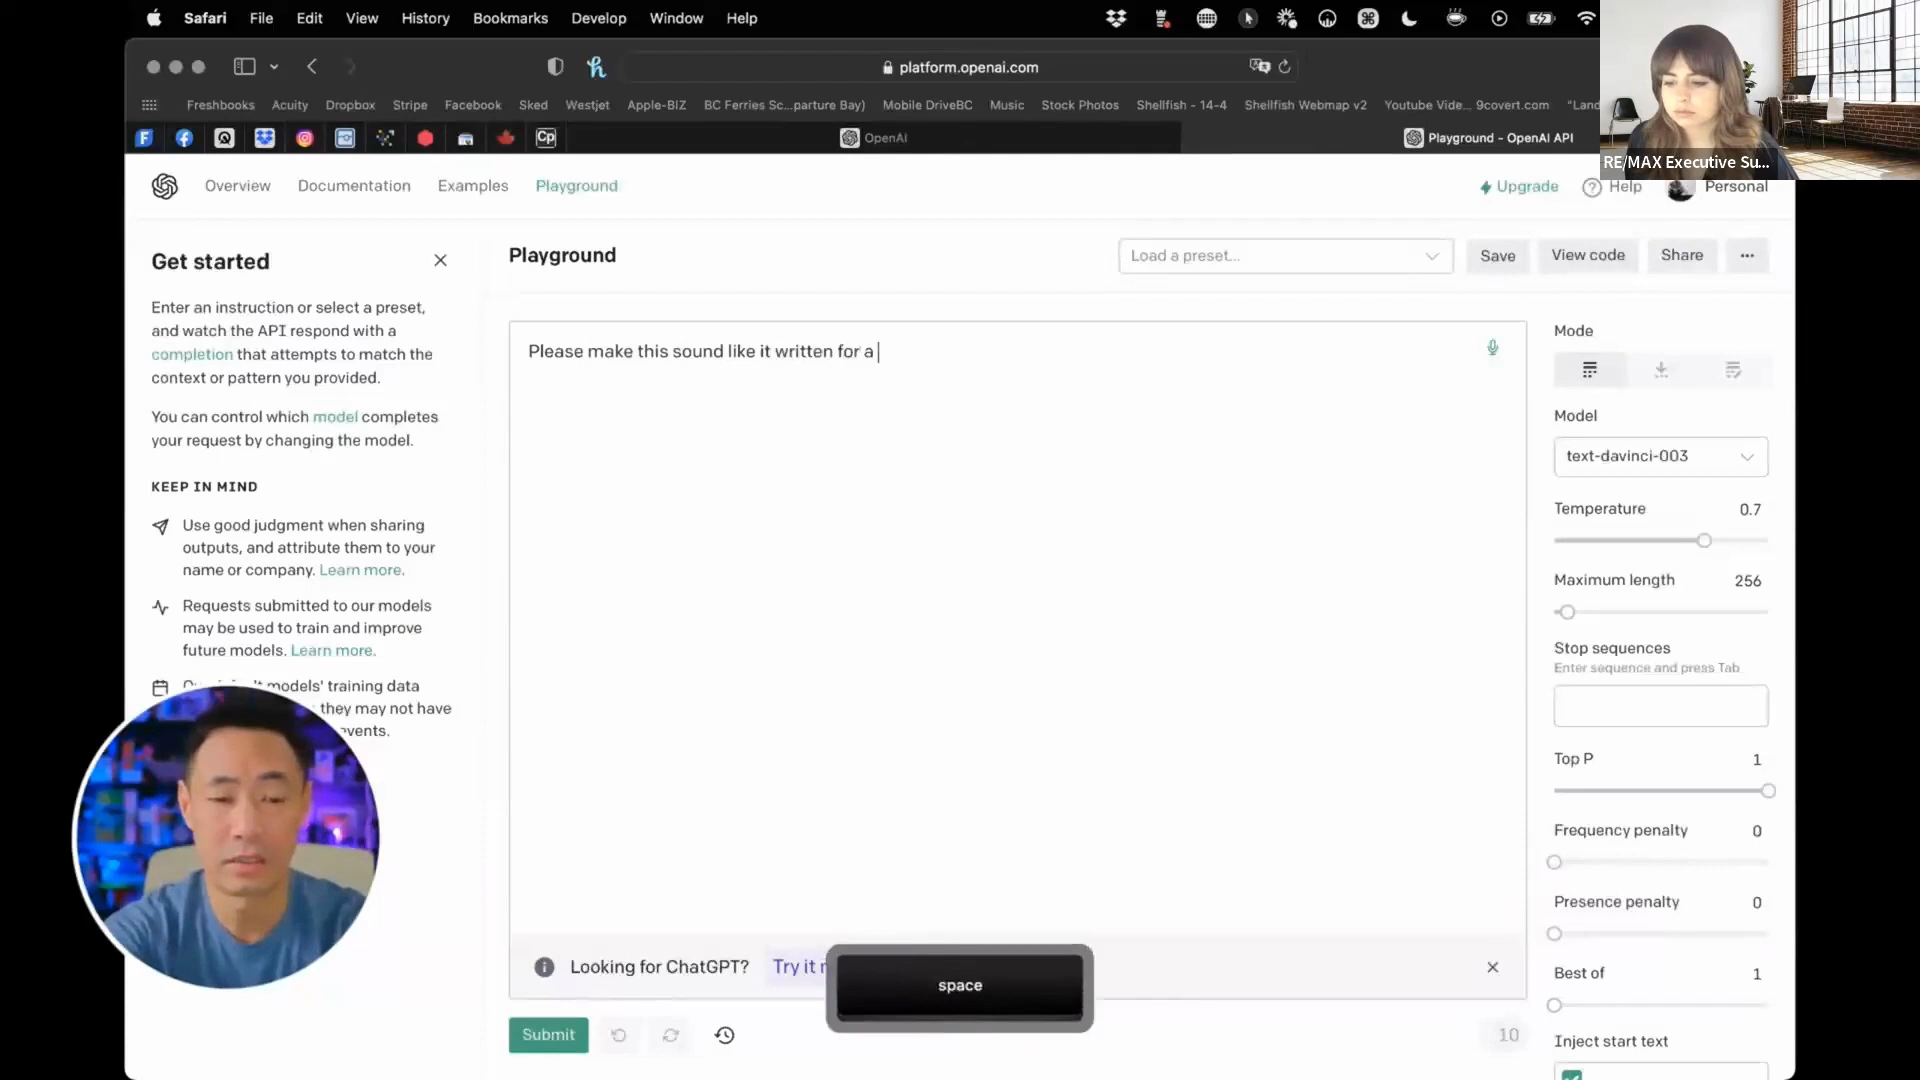 Safari File Edit View History Bookmarks Develop Window Help
platform.openai.com
Freshbooks Acuity Dropbox Stripe Facebook Sked Westjet Apple-BIZ BC Ferries Sc...parture Bay) Mobile DriveBC Music Stock Photos Shellfish - 14-4 Shellfish Webmap v2 Youtube Vide... 9covert.com "Lan
OpenAI
Playground - OpenAI API
RE/MAX Executive Su...
Overview Documentation Examples Playground
Upgrade Help Personal
Get started
Enter an instruction or select a preset,
and watch the API respond with a
completion that attempts to match the
context or pattern you provided.
You can control which model completes
your request by changing the model.
KEEP IN MIND
Use good judgment when sharing
outputs, and attribute them to your
name or company. Learn more.
Requests submitted to our models
may be used to train and improve
future models. Learn more.
models' training data
they may not have
events.
Playground
Load a preset...
Save View code Share ...
Please make this sound like it written for a
Looking for ChatGPT? Try it
space
Submit
10
Mode
Model
text-davinci-003
Temperature 0.7
Maximum length 256
Stop sequences
Enter sequence and press Tab
Top P 1
Frequency penalty 0
Presence penalty 0
Best of 1
Inject start text